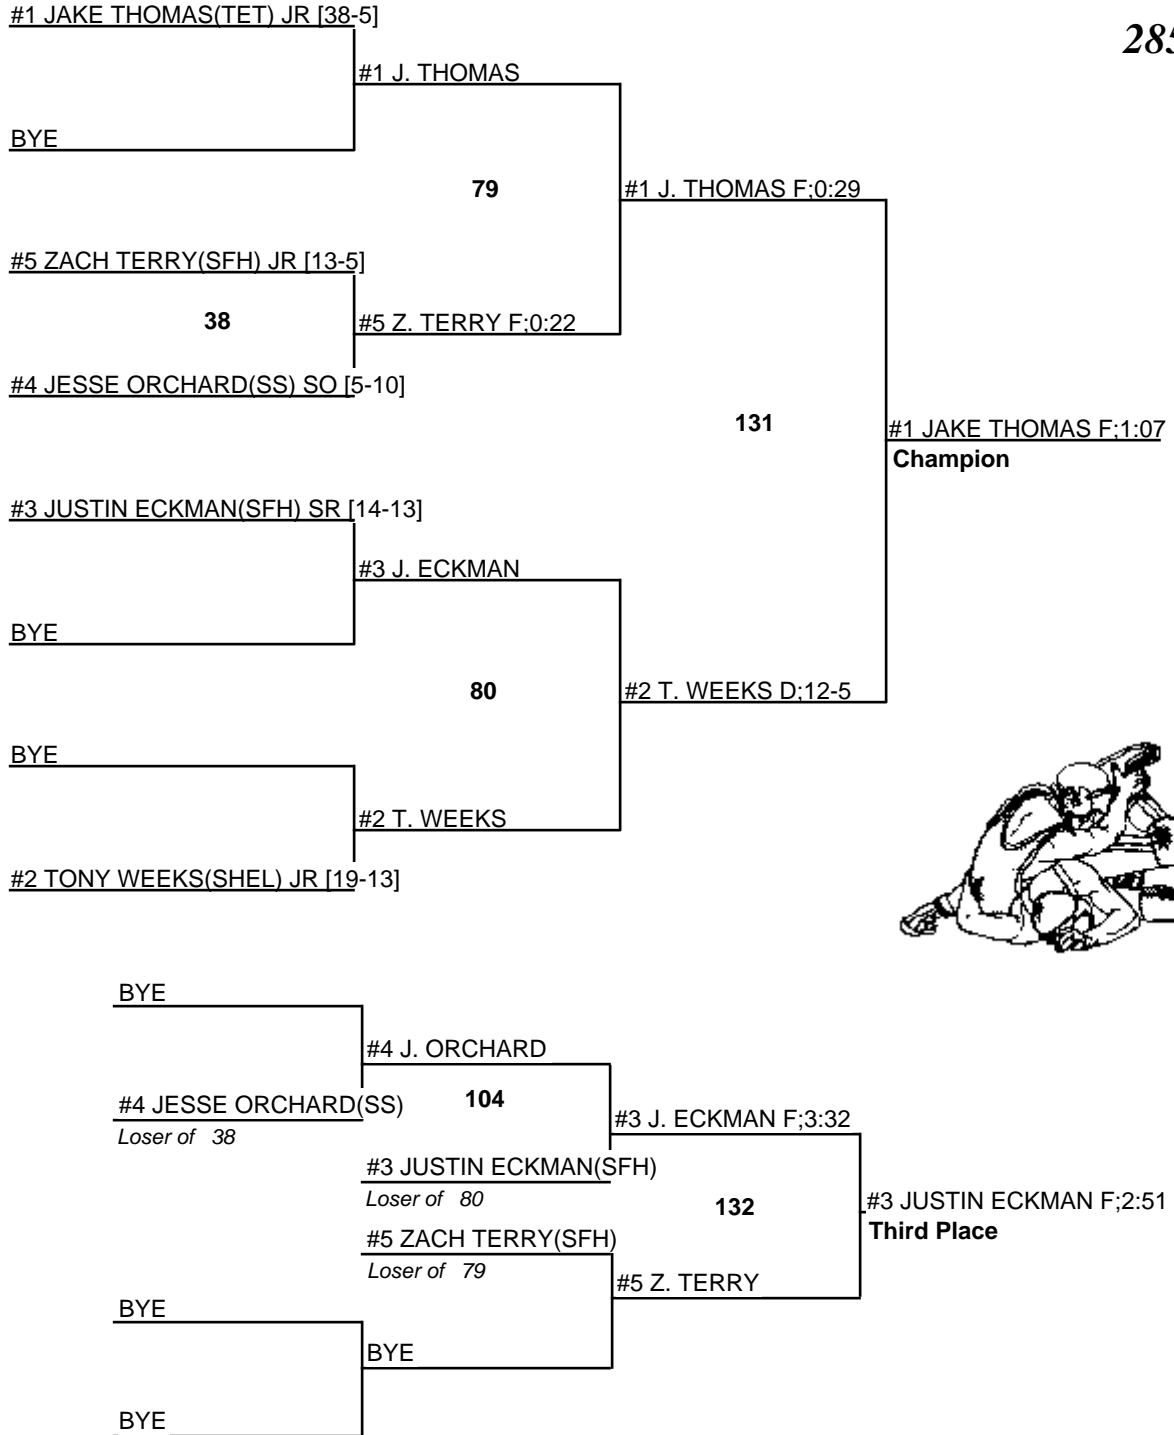 #1 JAKE THOMAS(TET) JR [38-5]
285
#1 J. THOMAS
BYE
79
#1 J. THOMAS F;0:29
#5 ZACH TERRY(SFH) JR [13-5]
38
#5 Z. TERRY F;0:22
#4 JESSE ORCHARD(SS) SO [5-10]
131
#1 JAKE THOMAS F;1:07
Champion
#3 JUSTIN ECKMAN(SFH) SR [14-13]
#3 J. ECKMAN
BYE
80
#2 T. WEEKS D;12-5
BYE
#2 T. WEEKS
#2 TONY WEEKS(SHEL) JR [19-13]
BYE
#4 J. ORCHARD
#4 JESSE ORCHARD(SS)
104
Loser of 38
#3 J. ECKMAN F;3:32
#3 JUSTIN ECKMAN(SFH)
Loser of 80
132
#3 JUSTIN ECKMAN F;2:51
Third Place
#5 ZACH TERRY(SFH)
Loser of 79
#5 Z. TERRY
BYE
BYE
BYE